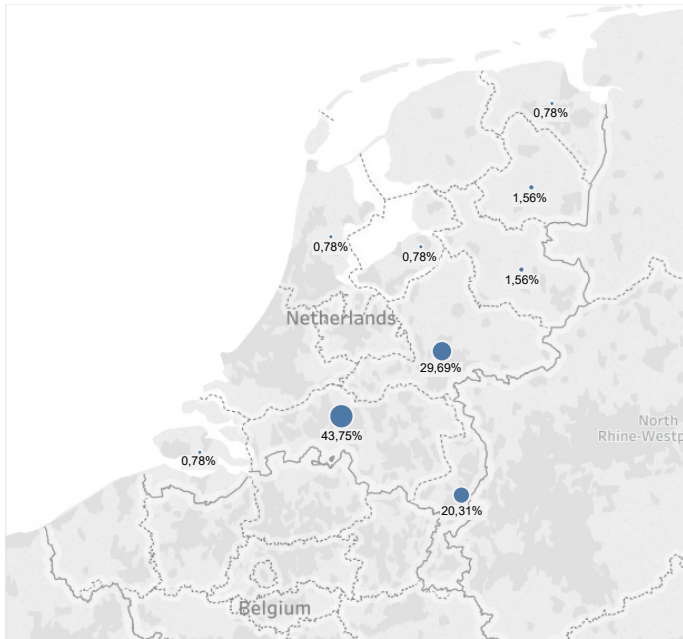 0,78%
1,56%
0,78%
0,78%
1,56%
Netherlands
29,69%
North
Rhine-Westp
43,75%
0,78%
20,31%
Belgium